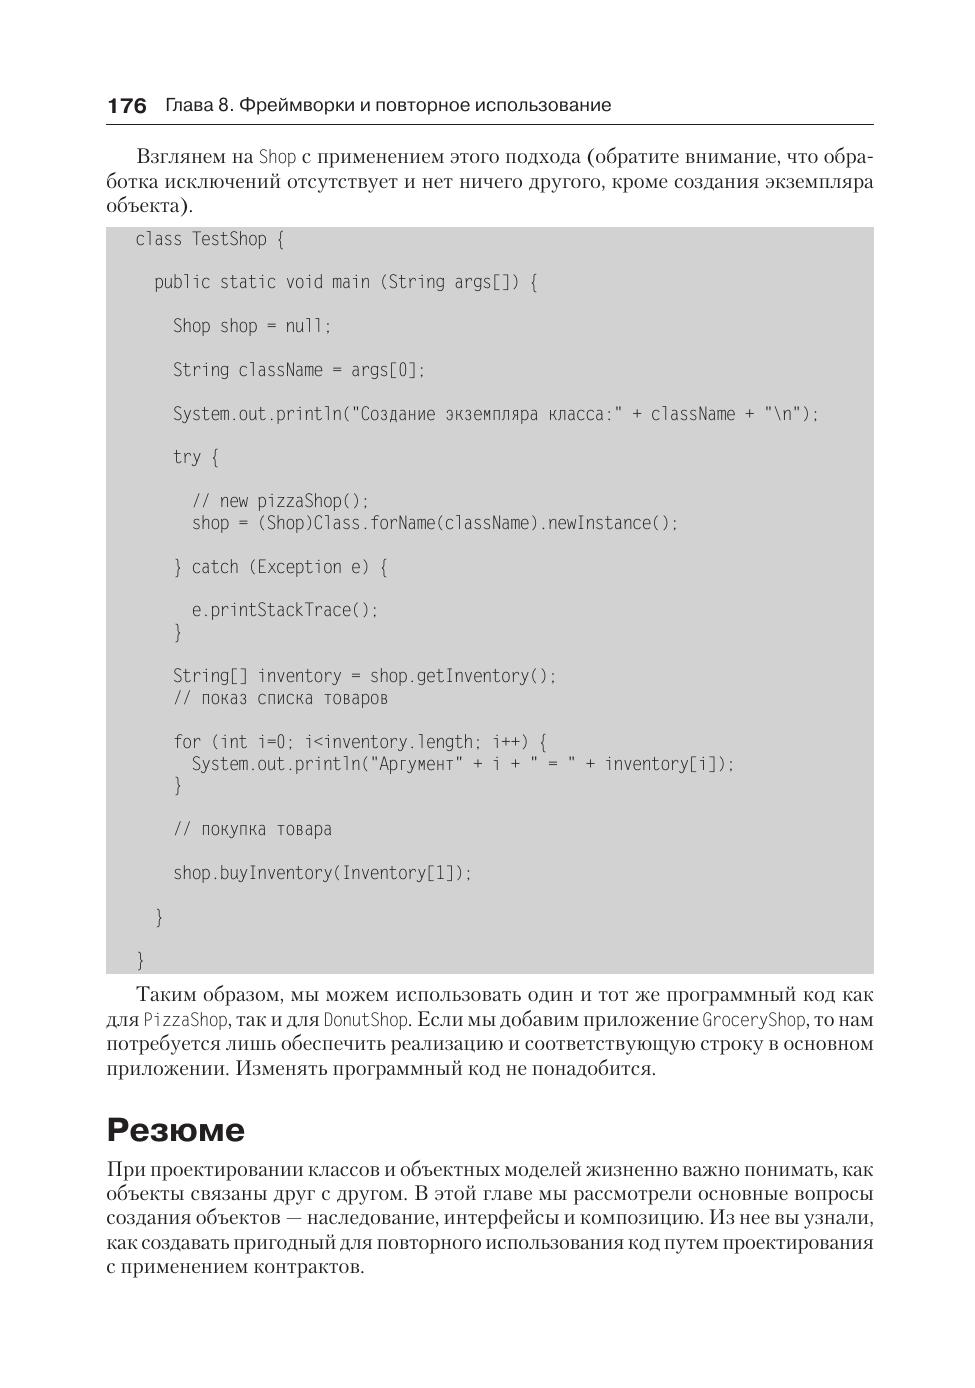 176 Глава 8. Фреймворки и повторное использование
Взглянем на Shop с применением этого подхода (обратите внимание, что обра-
ботка исключений отсутствует и нет ничего другого, кроме создания экземпляра
объекта).
class TestShop {
public static void main (String args[]) {
Shop shop = null;
String className = args[0];
System.out.println("Создание экземпляра класса:" + className + "\n");
try {
// new pizzaShop();
shop = (Shop)Class.forName(className).newInstance();
} catch (Exception e) {
e.printStackTrace();
}
String[] inventory = shop.getInventory();
// показ списка товаров
for (int i=0; i<inventory.length; i++) {
System.out.println("Аргумент" + i + " = " + inventory[i]);
}
// покупка товара
shop.buyInventory(Inventory[1]);
}
}
Таким образом, мы можем использовать один и тот же программный код как
для PizzaShop, так и для DonutShop. Если мы добавим приложение GroceryShop, то нам
потребуется лишь обеспечить реализацию и соответствующую строку в основном
приложении. Изменять программный код не понадобится.
Резюме
При проектировании классов и объектных моделей жизненно важно понимать, как
объекты связаны друг с другом. В этой главе мы рассмотрели основные вопросы
создания объектов — наследование, интерфейсы и композицию. Из нее вы узнали,
как создавать пригодный для повторного использования код путем проектирования
с применением контрактов.